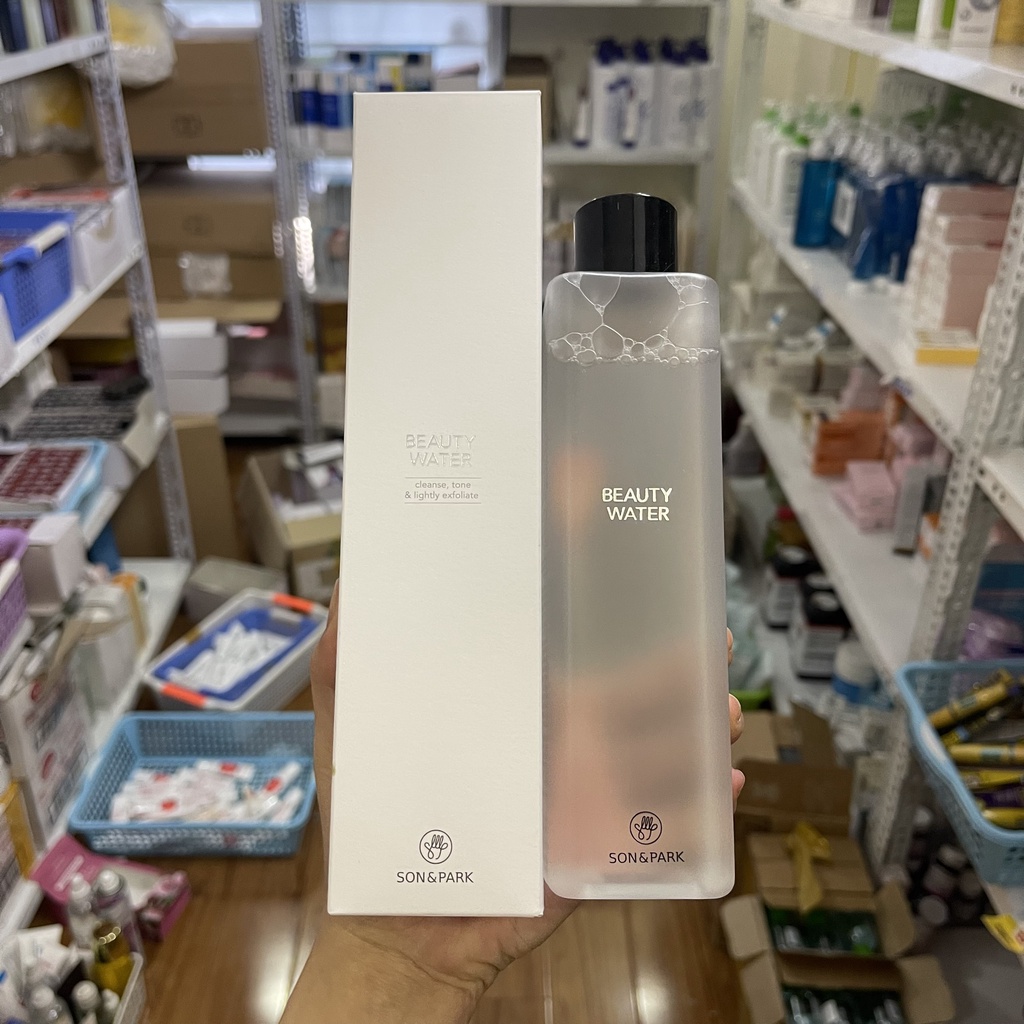 BEAUTY
WATER
cleanse, tone
& lightly exfoliate
SON&PARK
BEAUTY
WATER
SON&PARK